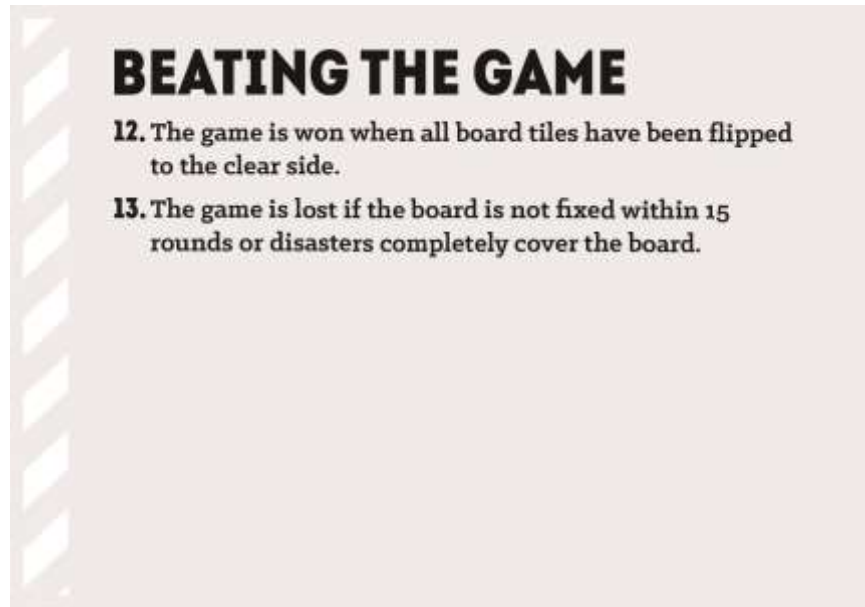 BEATING THE GAME
12. The game is won when all board tiles have been flipped
to the clear side.
13. The game is lost if the board is not fixed within 15
rounds or disasters completely cover the board.